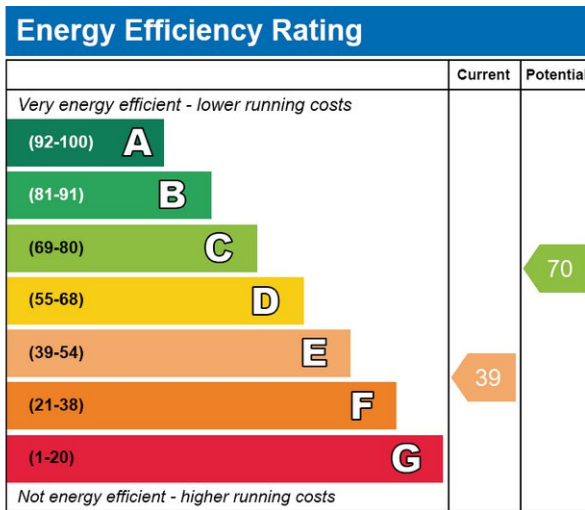 Energy Efficiency Rating
Current Potential
Very energy efficient - lower running costs
(92-100) A
(81-91) B
(69-80) C
70
(55-68) D
(39-54) E
39
(21-38) F
(1-20) G
Not energy efficient - higher running costs